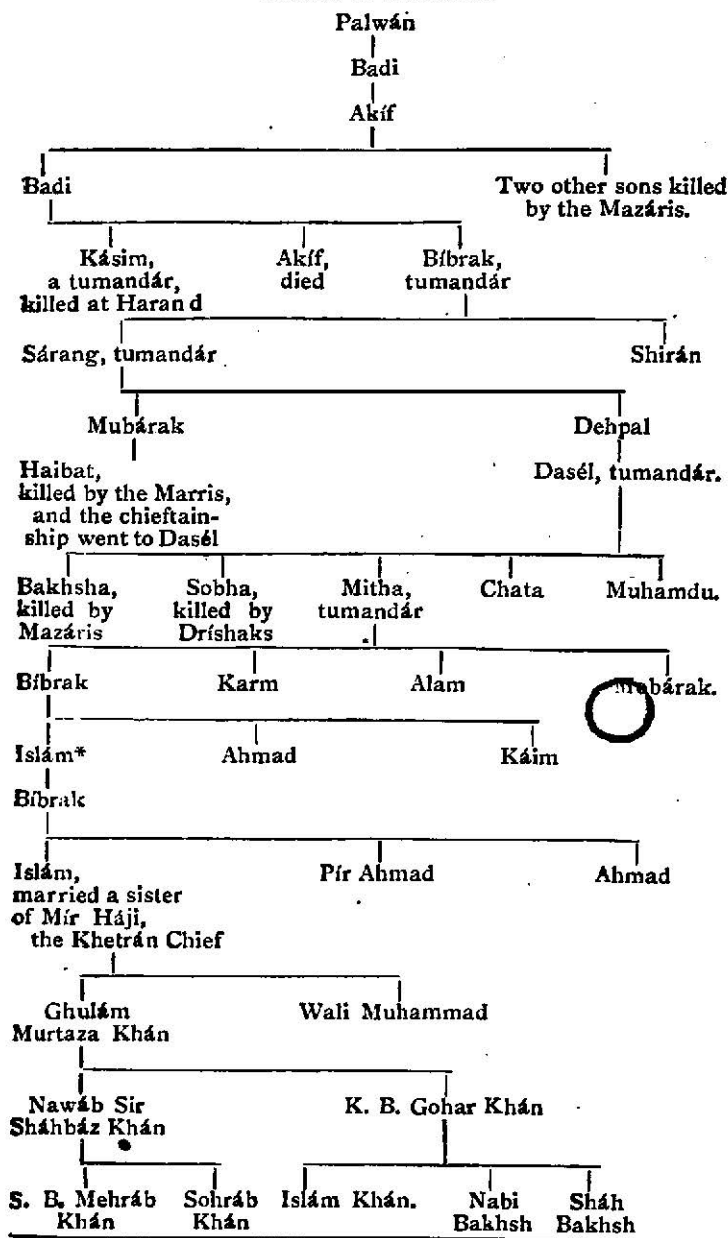 Palwán
Badi
Akíf
Badi Two other sons killed
by the Mazáris.
Kásim, Akíf, Bíbrak,
a tumandár, died tumandár
killed at Harand
Sárang, tumandár Shirán
Mubárak Dehpal
Haibat, Dasél, tumandár.
killed by the Marris,
and the chieftain-
ship went to Dasél
Bakhsha, Sobha, Mitha, Chata Muhamdu.
killed by killed by tumandár
Mazáris Dríshaks
Bíbrak Karm Alam Mubárak.
Islám* Ahmad Káim
Bíbrak
Islám, Pír Ahmad Ahmad
married a sister
of Mír Háji,
the Khetrán Chief
Ghulám Wali Muhammad
Murtaza Khán
Nawáb Sir K. B. Gohar Khán
Sháhbáz Khán
S. B. Mehráb Sohráb Islám Khán. Nabi Sháh
Khán Khán Bakhsh Bakhsh